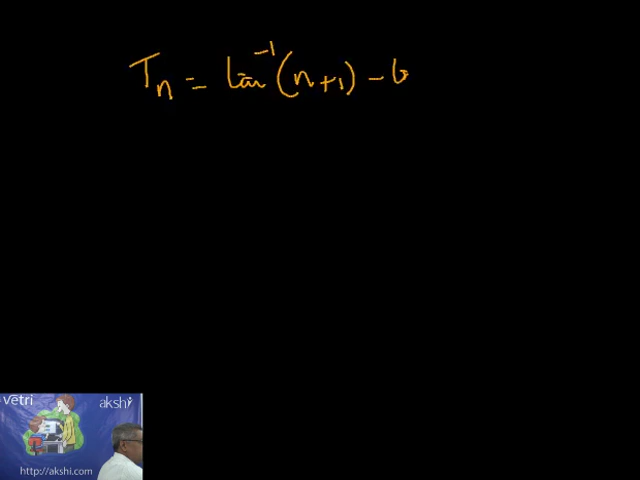 Tₙ = tan⁻¹ (n+1) - t
vetri akshi
http://akshi.com